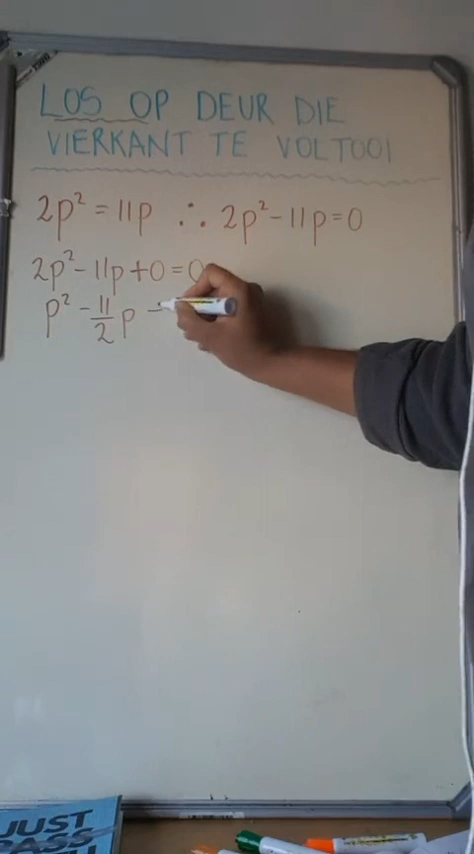 LOS OP DEUR DIE
VIERKANT TE VOLTOOI
2p² = 11p ∴ 2p² - 11p = 0
2p² - 11p + 0 = 0
p² - 11/2 p -
JUST
PASS